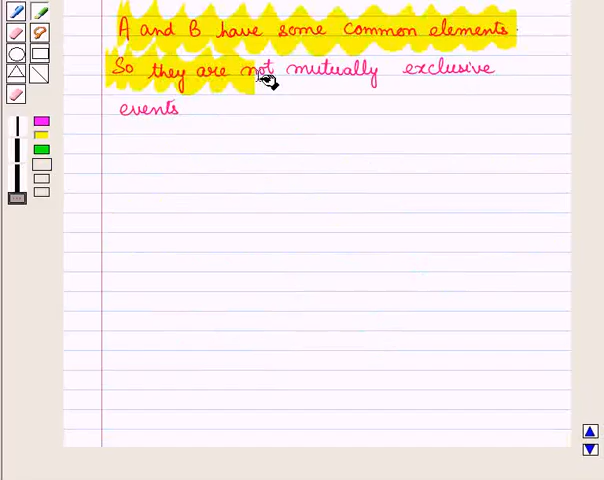 A and B have some common elements.
So they are not mutually exclusive
events